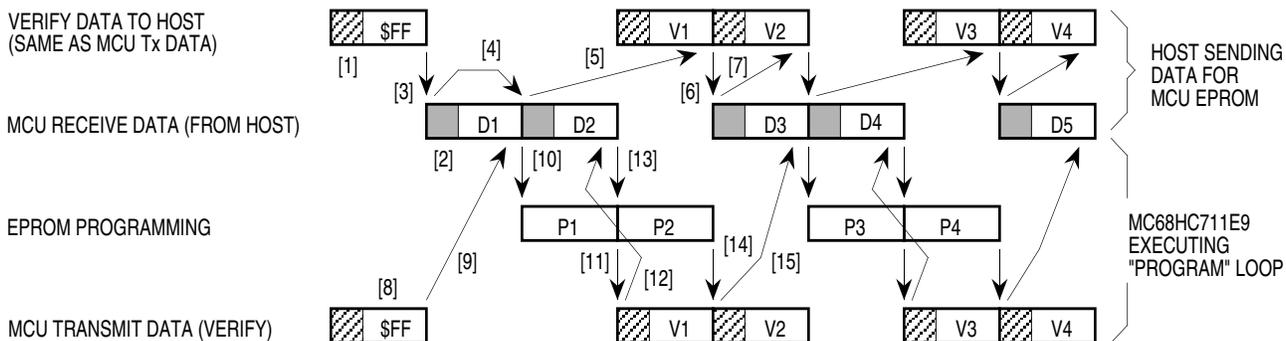 VERIFY DATA TO HOST
(SAME AS MCU Tx DATA)
$FF
V1
V2
V3
V4
[1]
[3]
[4]
[5]
[6]
[7]
HOST SENDING
DATA FOR
MCU EPROM
MCU RECEIVE DATA (FROM HOST)
D1
D2
D3
D4
D5
[2]
[10]
[13]
EPROM PROGRAMMING
P1
P2
P3
P4
MC68HC711E9
EXECUTING
"PROGRAM" LOOP
[9]
[11]
[12]
[14]
[15]
[8]
MCU TRANSMIT DATA (VERIFY)
$FF
V1
V2
V3
V4